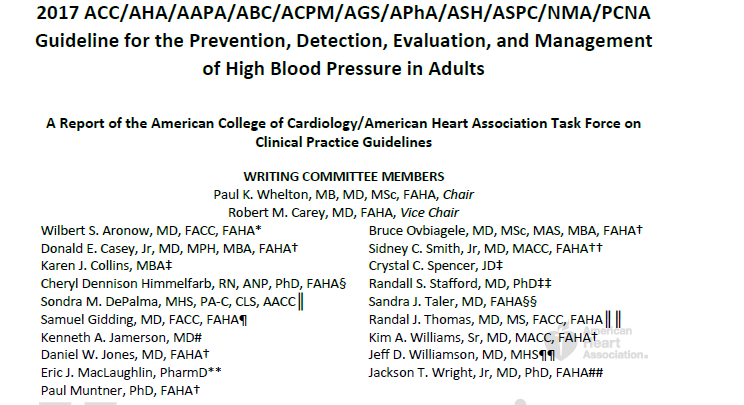 2017 ACC/AHA/AAPA/ABC/ACPM/AGS/APhA/ASH/ASPC/NMA/PCNA
Guideline for the Prevention, Detection, Evaluation, and Management
of High Blood Pressure in Adults
A Report of the American College of Cardiology/American Heart Association Task Force on
Clinical Practice Guidelines
WRITING COMMITTEE MEMBERS
Paul K. Whelton, MB, MD, MSc, FAHA, Chair
Robert M. Carey, MD, FAHA, Vice Chair
Wilbert S. Aronow, MD, FACC, FAHA*
Donald E. Casey, Jr, MD, MPH, MBA, FAHA†
Karen J. Collins, MBA‡
Cheryl Dennison Himmelfarb, RN, ANP, PhD, FAHA§
Sondra M. DePalma, MHS, PA-C, CLS, AACC║
Samuel Gidding, MD, FACC, FAHA¶
Kenneth A. Jamerson, MD#
Daniel W. Jones, MD, FAHA†
Eric J. MacLaughlin, PharmD**
Paul Muntner, PhD, FAHA†
Bruce Ovbiagele, MD, MSc, MAS, MBA, FAHA†
Sidney C. Smith, Jr, MD, MACC, FAHA††
Crystal C. Spencer, JD‡
Randall S. Stafford, MD, PhD‡‡
Sandra J. Taler, MD, FAHA§§
Randal J. Thomas, MD, MS, FACC, FAHA║║
Kim A. Williams, Sr, MD, MACC, FAHA†
Jeff D. Williamson, MD, MHS¶¶
Jackson T. Wright, Jr, MD, PhD, FAHA##
American
Heart
Association®